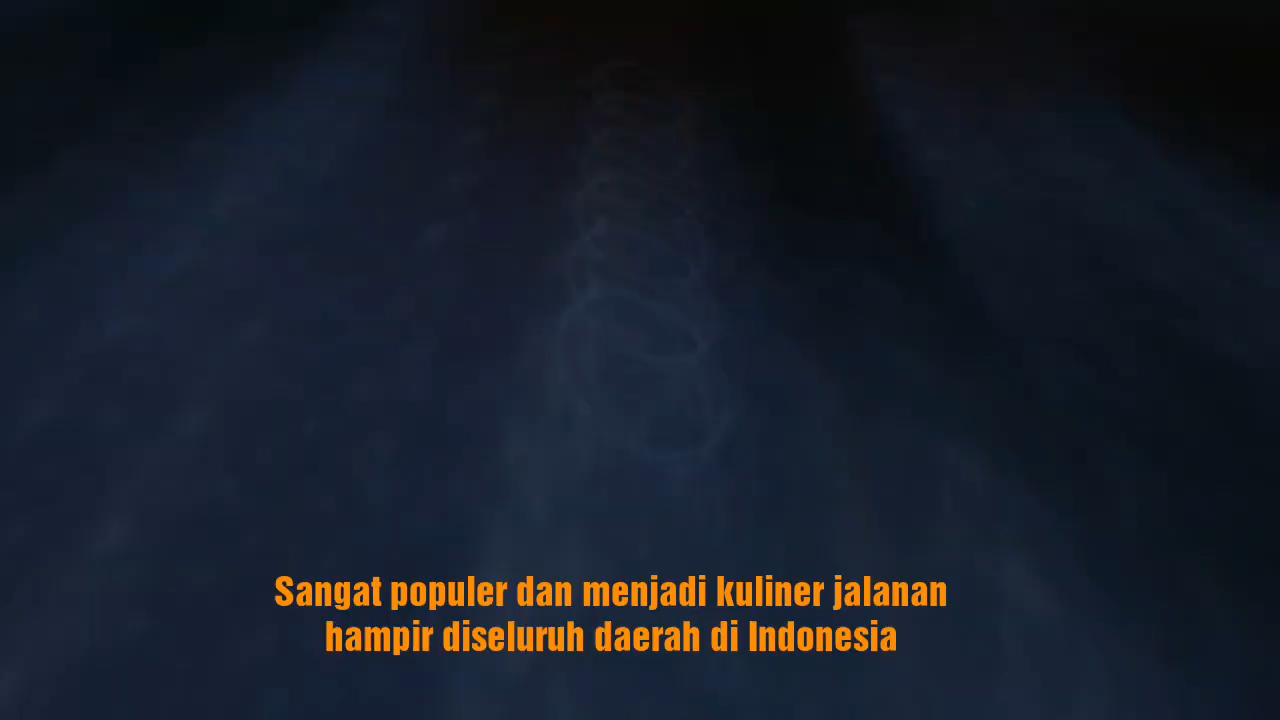 Sangat populer dan menjadi kuliner jalanan
hampir diseluruh daerah di Indonesia